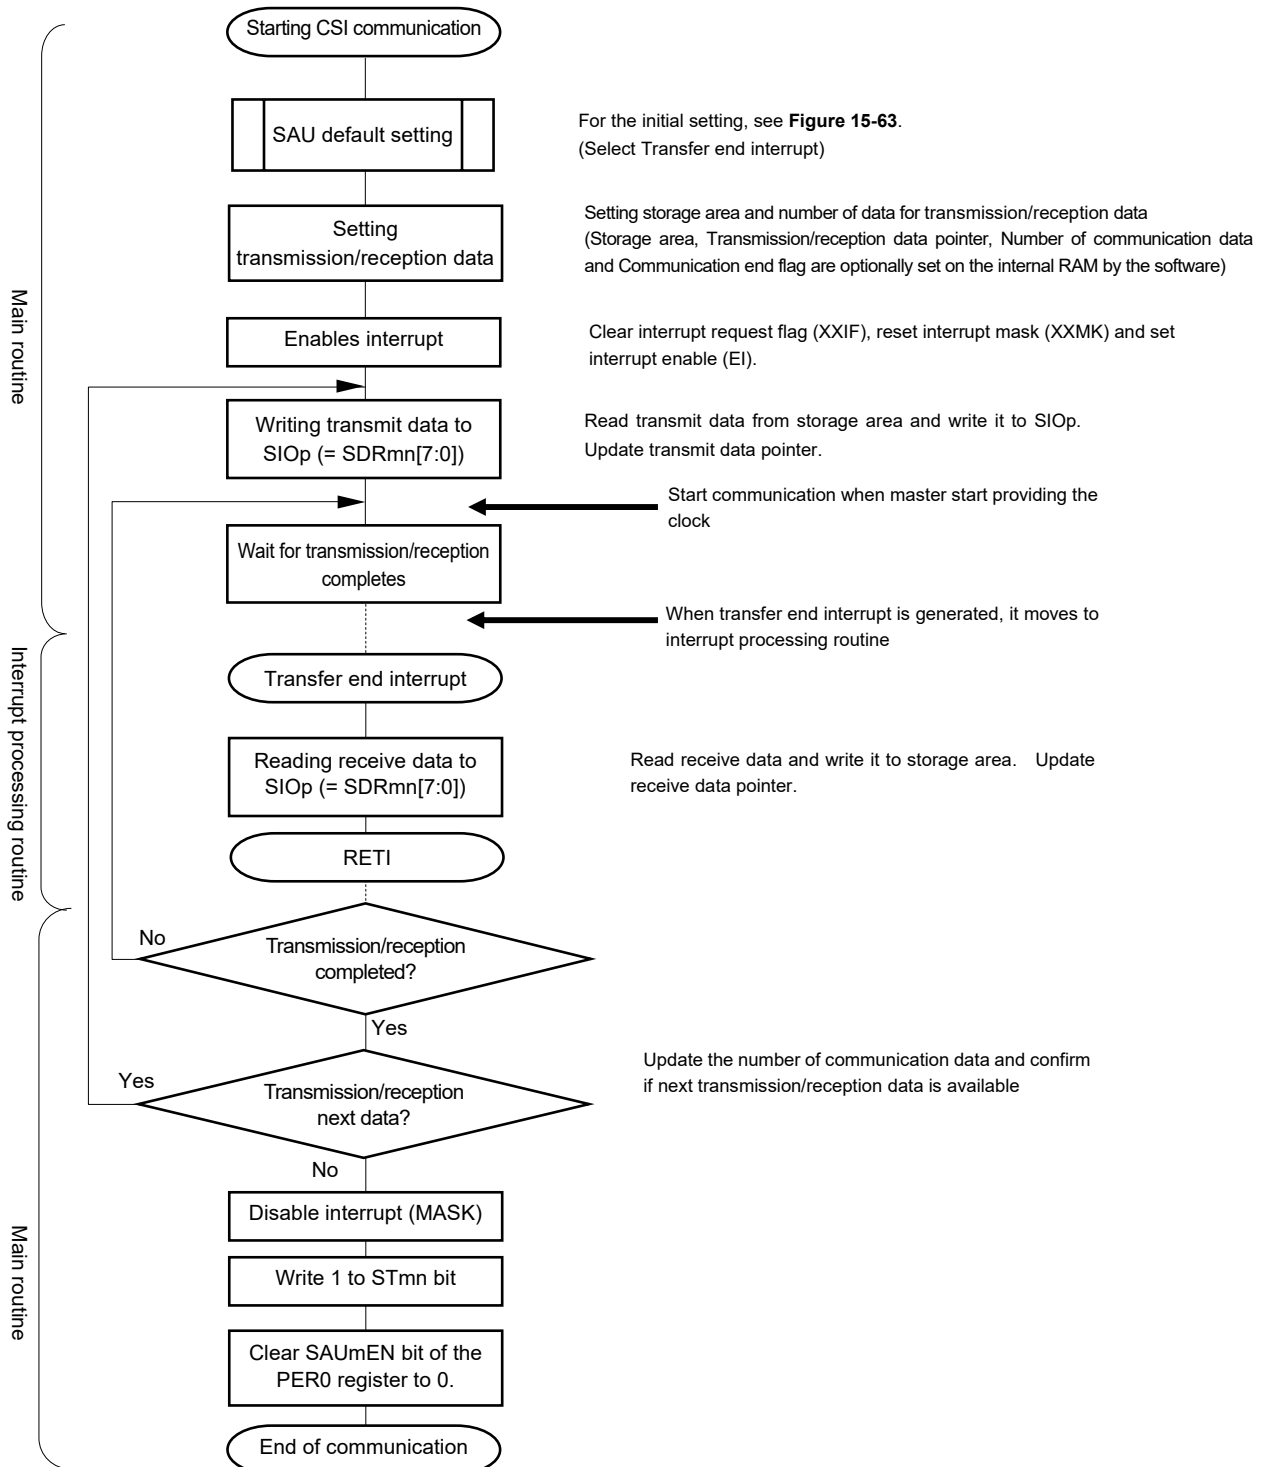 Starting CSI communication
SAU default setting
For the initial setting, see Figure 15-63.
(Select Transfer end interrupt)
Setting
transmission/reception data
Setting storage area and number of data for transmission/reception data
(Storage area, Transmission/reception data pointer, Number of communication data
and Communication end flag are optionally set on the internal RAM by the software)
Main routine
Enables interrupt
Clear interrupt request flag (XXIF), reset interrupt mask (XXMK) and set
interrupt enable (EI).
Writing transmit data to
SIOp (= SDRmn[7:0])
Read transmit data from storage area and write it to SIOp.
Update transmit data pointer.
Start communication when master start providing the
clock
Wait for transmission/reception
completes
When transfer end interrupt is generated, it moves to
interrupt processing routine
Interrupt processing routine
Transfer end interrupt
Reading receive data to
SIOp (= SDRmn[7:0])
Read receive data and write it to storage area. Update
receive data pointer.
RETI
No
Transmission/reception
completed?
Yes
Yes
Transmission/reception
next data?
Update the number of communication data and confirm
if next transmission/reception data is available
No
Main routine
Disable interrupt (MASK)
Write 1 to STmn bit
Clear SAUmEN bit of the
PER0 register to 0.
End of communication